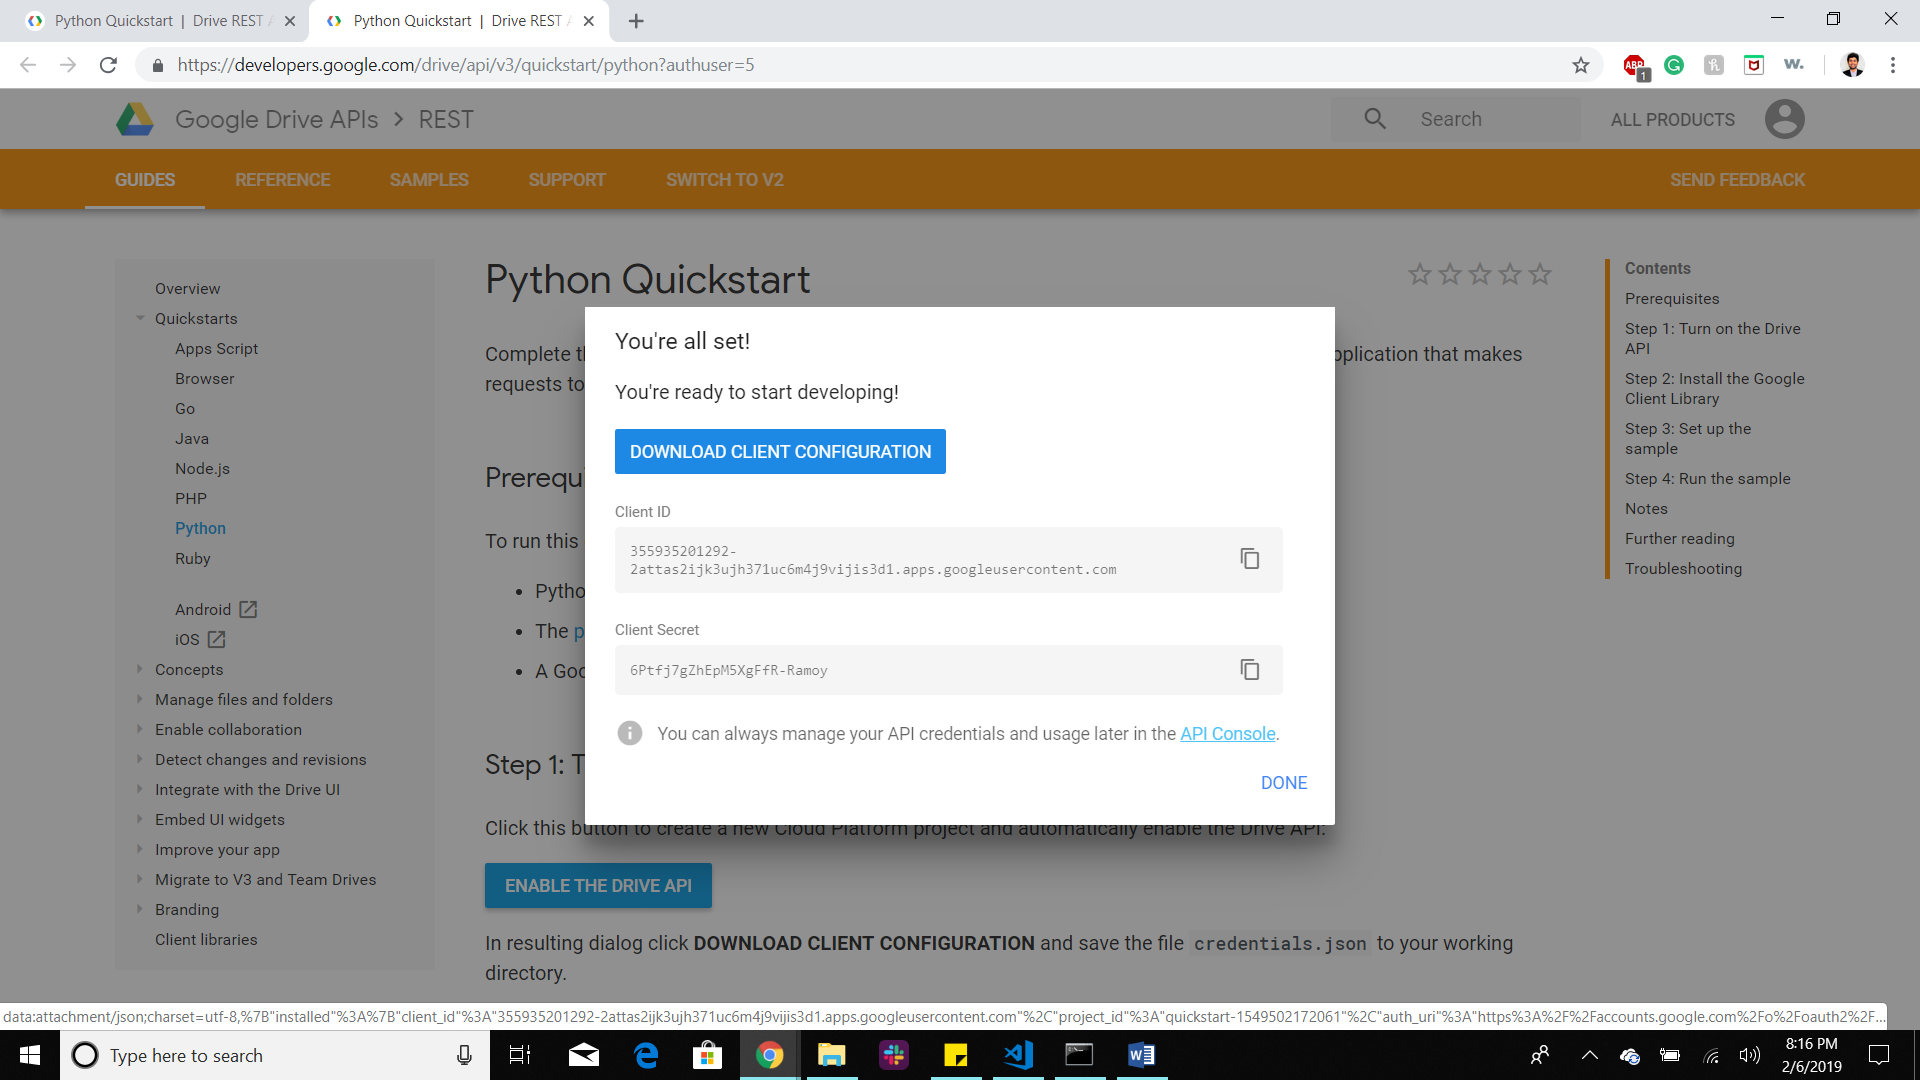 Python Quickstart | Drive REST
Python Quickstart | Drive REST
https://developers.google.com/drive/api/v3/quickstart/python?authuser=5
ABP
1
w.
Google Drive APIs > REST
Search
ALL PRODUCTS
GUIDES
REFERENCE
SAMPLES
SUPPORT
SWITCH TO V2
SEND FEEDBACK
Overview
Quickstarts
Apps Script
Browser
Go
Java
Node.js
PHP
Python
Ruby
Android
iOS
Concepts
Manage files and folders
Enable collaboration
Detect changes and revisions
Integrate with the Drive UI
Embed UI widgets
Improve your app
Migrate to V3 and Team Drives
Branding
Client libraries
Python Quickstart
Complete
pplication that makes
requests to
Prerequ
To run this
Pytho
The p
A Goo
Step 1: T
Click this button to create a new Cloud Platform project and automatically enable the Drive API:
ENABLE THE DRIVE API
In resulting dialog click DOWNLOAD CLIENT CONFIGURATION and save the file credentials.json to your working
directory.
You're all set!
You're ready to start developing!
DOWNLOAD CLIENT CONFIGURATION
Client ID
355935201292-
2attas2ijk3ujh371uc6m4j9vijis3d1.apps.googleusercontent.com
Client Secret
6Ptfj7gZhEpM5XgFfR-Ramoy
You can always manage your API credentials and usage later in the API Console.
DONE
Contents
Prerequisites
Step 1: Turn on the Drive
API
Step 2: Install the Google
Client Library
Step 3: Set up the
sample
Step 4: Run the sample
Notes
Further reading
Troubleshooting
data:attachment/json;charset=utf-8,%7B"installed"%3A%7B"client_id"%3A"355935201292-2attas2ijk3ujh371uc6m4j9vijis3d1.apps.googleusercontent.com"%2C"project_id"%3A"quickstart-1549502172061"%2C"auth_uri"%3A"https%3A%2F%2Faccounts.google.com%2Fo%2Foauth2%2F...
Type here to search
8:16 PM
2/6/2019